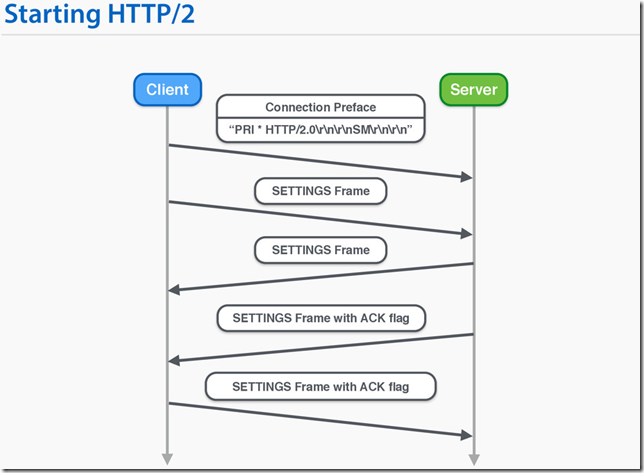 Starting HTTP/2
Client
Server
Connection Preface
“PRI * HTTP/2.0\r\n\r\nSM\r\n\r\n”
SETTINGS Frame
SETTINGS Frame
SETTINGS Frame with ACK flag
SETTINGS Frame with ACK flag